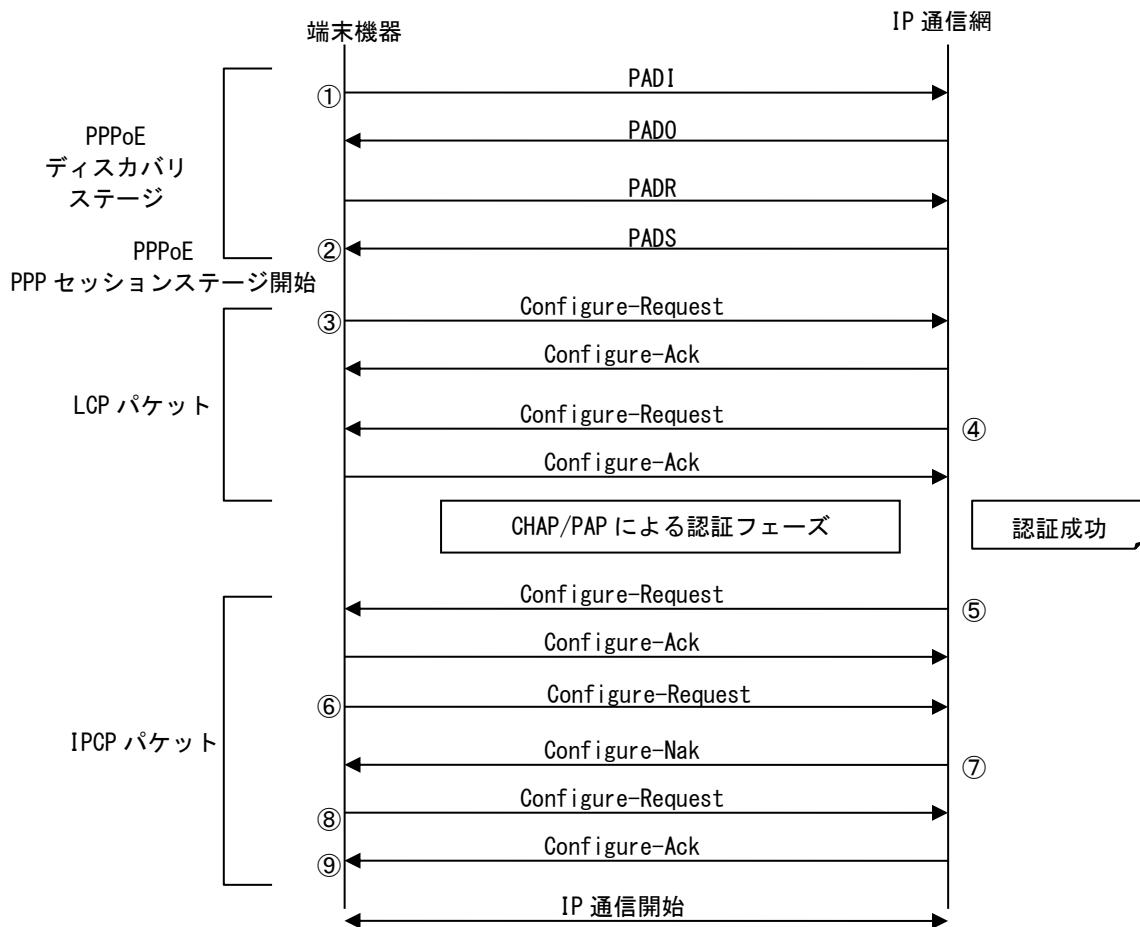 端末機器
IP 通信網
PADI
①
PPPoE
ディスカバリ
ステージ
PADO
PADR
PADS
②
PPPoE
PPP セッションステージ開始
Configure-Request
③
Configure-Ack
LCP パケット
Configure-Request
④
Configure-Ack
CHAP/PAP による認証フェーズ
認証成功
Configure-Request
⑤
Configure-Ack
Configure-Request
⑥
IPCP パケット
Configure-Nak
⑦
Configure-Request
⑧
Configure-Ack
⑨
IP 通信開始